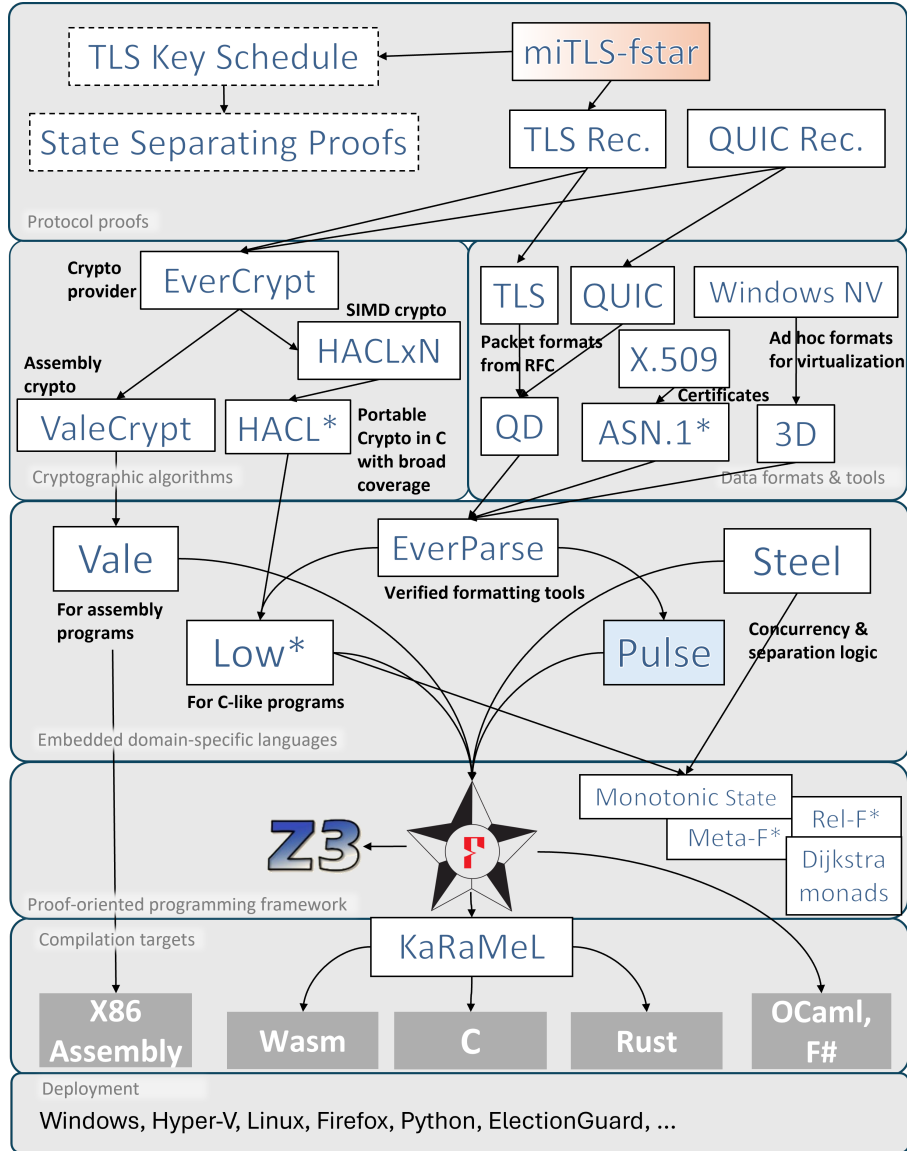 TLS Key Schedule
miTLS-fstar
State Separating Proofs
TLS Rec.
QUIC Rec.
Protocol proofs
Crypto
provider
EverCrypt
SIMD crypto
HACLxN
Assembly
crypto
ValeCrypt
HACL*
Portable
Crypto in C
with broad
coverage
Cryptographic algorithms
TLS
QUIC
Windows NV
Packet formats
from RFC
X.509
Ad hoc formats
for virtualization
Certificates
QD
ASN.1*
3D
Data formats & tools
Vale
For assembly
programs
EverParse
Verified formatting tools
Steel
Low*
For C-like programs
Pulse
Concurrency &
separation logic
Embedded domain-specific languages
Z3
F
Monotonic State
Meta-F*
Rel-F*
Dijkstra
monads
Proof-oriented programming framework
Compilation targets
KaRaMeL
X86
Assembly
Wasm
C
Rust
OCaml,
F#
Deployment
Windows, Hyper-V, Linux, Firefox, Python, ElectionGuard, ...